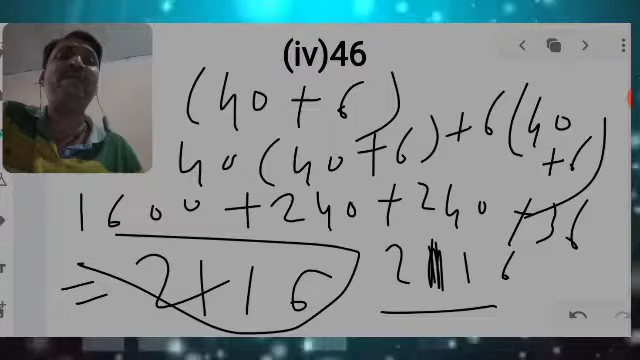 (iv)46
(40 + 6)
40(40+6)+6(40
+6)
1600+240+240+36
= 2116 2116